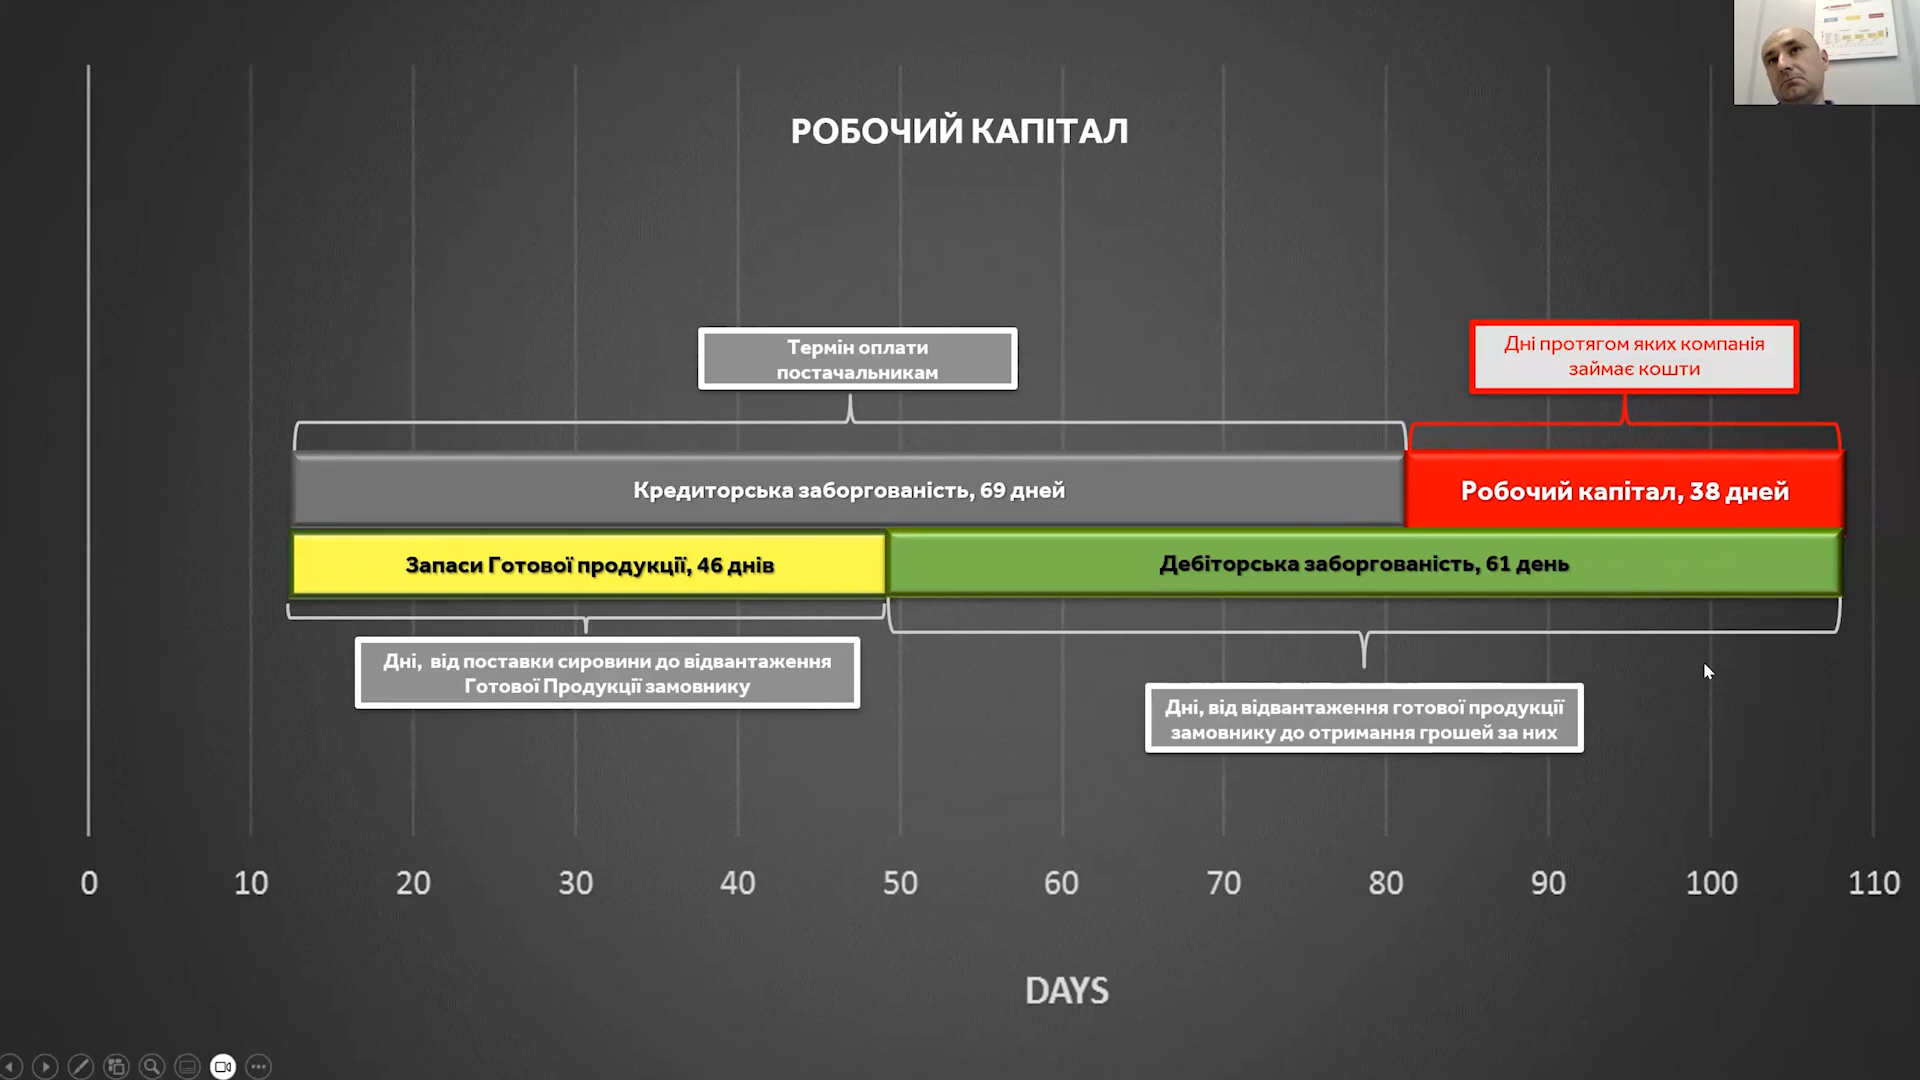 РОБОЧИЙ КАПІТАЛ
Термін оплати
постачальникам
Дні протягом яких компанія
займає кошти
Кредиторська заборгованість, 69 дней
Робочий капітал, 38 дней
Запаси Готової продукції, 46 днів
Дебіторська заборгованість, 61 день
Дні,  від поставки сировини до відвантаження
Готової Продукції замовнику
Дні, від відвантаження готової продукції
замовнику до отримання грошей за них
0 10 20 30 40 50 60 70 80 90 100 110
DAYS